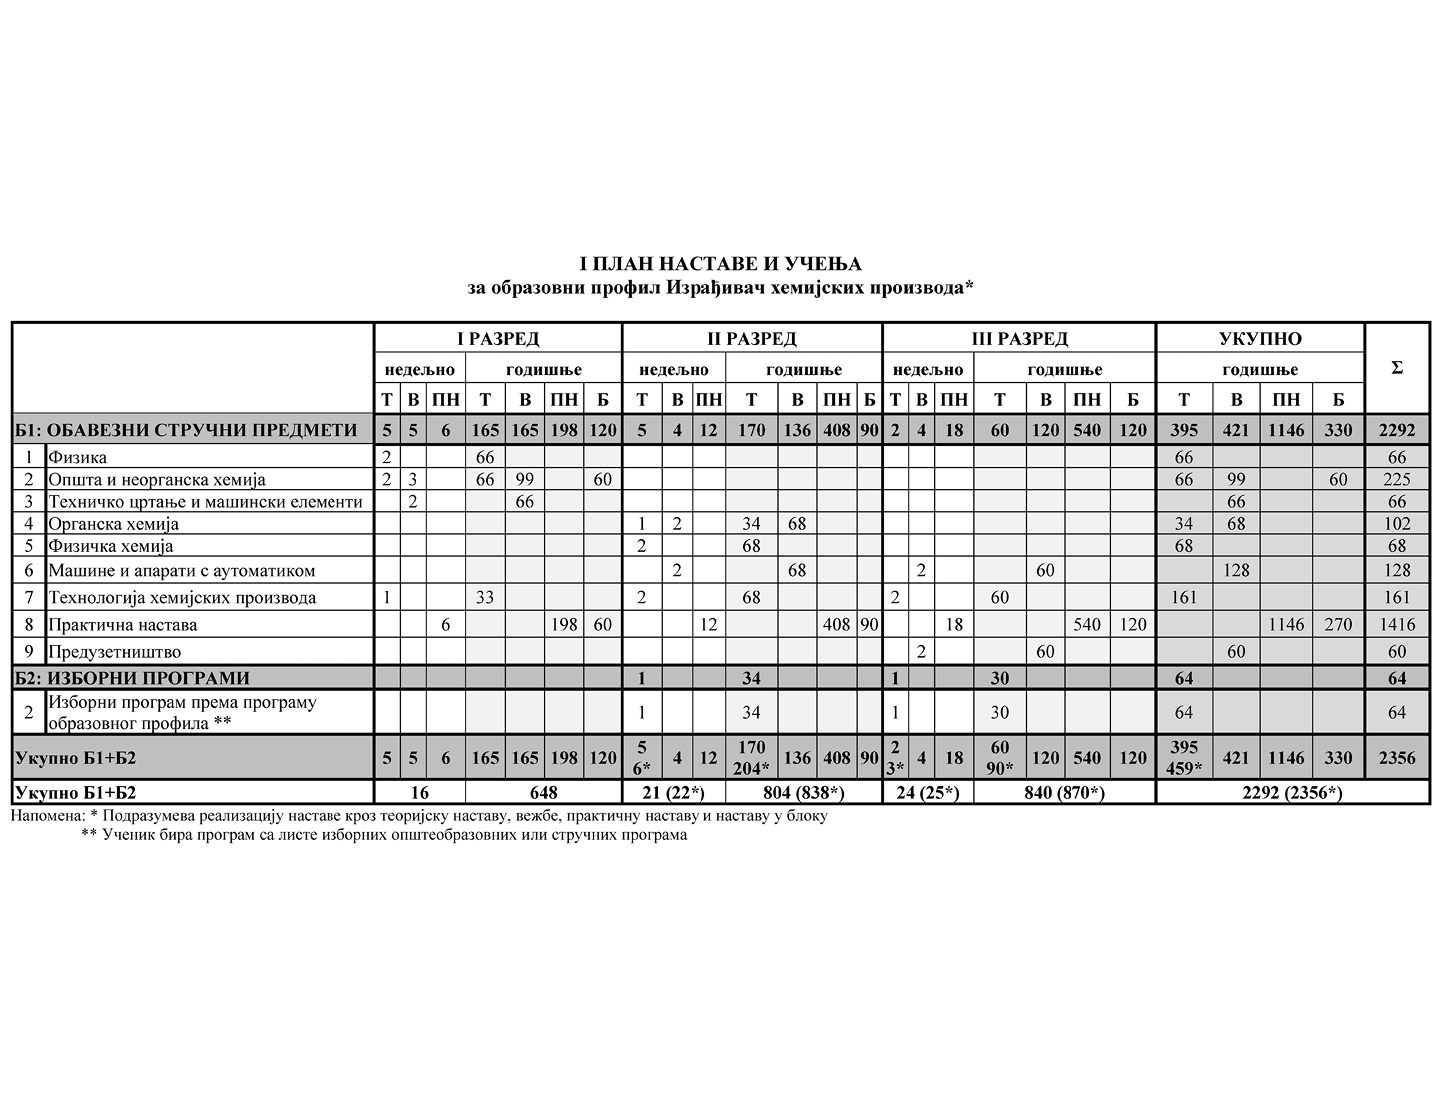 I ПЛАН НАСТАВЕ И УЧЕЊА
за образовни профил Израђивач хемијских производа*
I РАЗРЕД II РАЗРЕД III РАЗРЕД УКУПНО Σ
недељно годишње недељно годишње недељно годишње годишње
Т В ПН Т В ПН Б Т В ПН Т В ПН Б Т В ПН Т В ПН Б Т В ПН Б
Б1: ОБАВЕЗНИ СТРУЧНИ ПРЕДМЕТИ 5 5 6 165 165 198 120 5 4 12 170 136 408 90 2 4 18 60 120 540 120 395 421 1146 330 2292
1 Физика 2 66 66 66
2 Општа и неорганска хемија 2 3 66 99 60 66 99 60 225
3 Техничко цртање и машински елементи 2 66 66 66
4 Органска хемија 1 2 34 68 34 68 102
5 Физичка хемија 2 68 68 68
6 Машине и апарати с аутоматиком 2 68 2 60 128 128
7 Технологија хемијских производа 1 33 2 68 2 60 161 161
8 Практична настава 6 198 60 12 408 90 18 540 120 1146 270 1416
9 Предузетништво 2 60 60 60
Б2: ИЗБОРНИ ПРОГРАМИ 1 34 1 30 64 64
2 Изборни програм према програму
образовног профила ** 1 34 1 30 64 64
Укупно Б1+Б2 5 5 6 165 165 198 120 5 6* 4 12 170 204* 136 408 90 2 3* 4 18 60 90* 120 540 120 395 459* 421 1146 330 2356
Укупно Б1+Б2 16 648 21 (22*) 804 (838*) 24 (25*) 840 (870*) 2292 (2356*)
Напомена: * Подразумева реализацију наставе кроз теоријску наставу, вежбе, практичну наставу и наставу у блоку
** Ученик бира програм са листе изборних општеобразовних или стручних програма